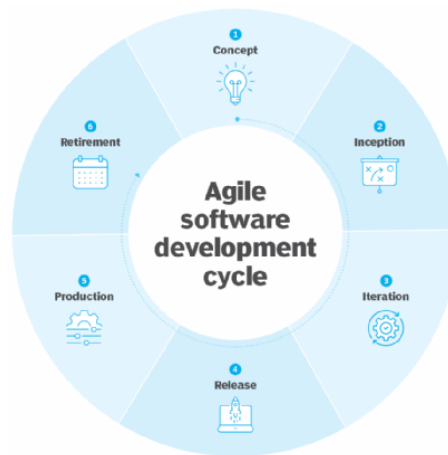 1
Concept
2
Inception
3
Iteration
4
Release
5
Production
6
Retirement
Agile
software
development
cycle